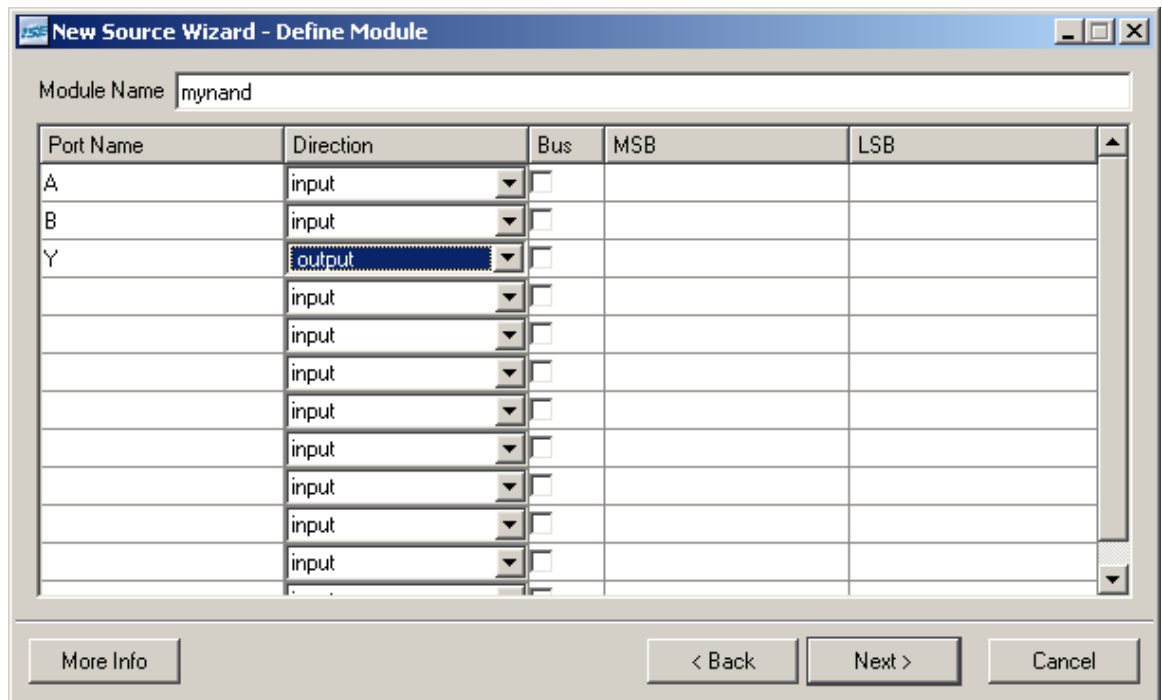 ISE New Source Wizard - Define Module
Module Name mynand
Port Name Direction Bus MSB LSB
A input
B input
Y output
input
input
input
input
input
input
input
input
More Info < Back Next > Cancel